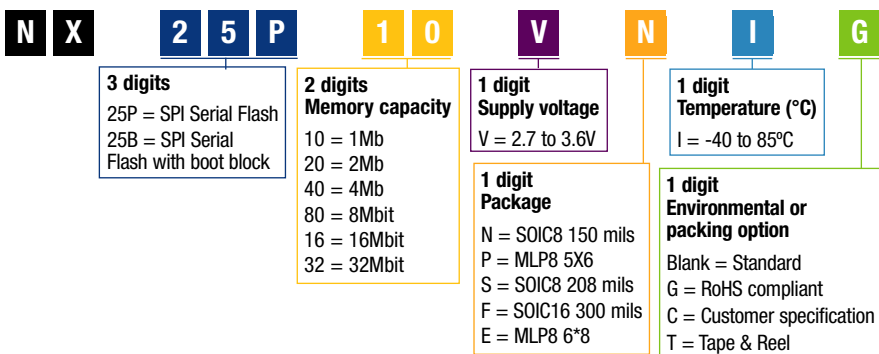 N X 2 5 P 1 0 V N I G
3 digits
25P = SPI Serial Flash
25B = SPI Serial
Flash with boot block
2 digits
Memory capacity
10 = 1Mb
20 = 2Mb
40 = 4Mb
80 = 8Mbit
16 = 16Mbit
32 = 32Mbit
1 digit
Supply voltage
V = 2.7 to 3.6V
1 digit
Package
N = SOIC8 150 mils
P = MLP8 5X6
S = SOIC8 208 mils
F = SOIC16 300 mils
E = MLP8 6*8
1 digit
Temperature (°C)
I = -40 to 85ºC
1 digit
Environmental or
packing option
Blank = Standard
G = RoHS compliant
C = Customer specification
T = Tape & Reel